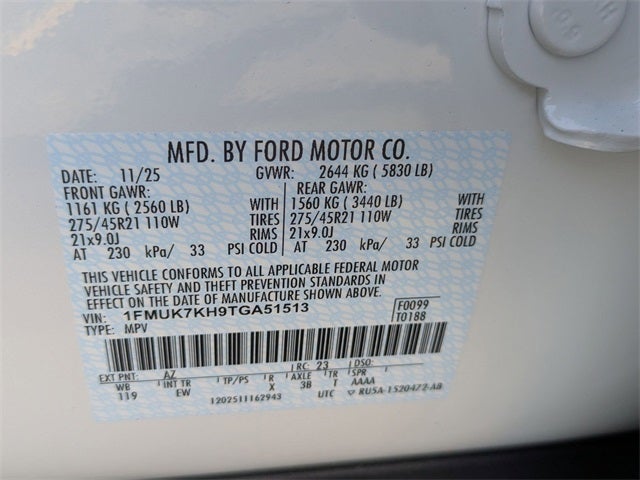 MFD. BY FORD MOTOR CO.
DATE: 11/25 GVWR: 2644 KG ( 5830 LB)
FRONT GAWR: REAR GAWR:
1161 KG ( 2560 LB) WITH 1560 KG ( 3440 LB) WITH
275/45R21 110W TIRES 275/45R21 110W TIRES
21x9.0J RIMS 21x9.0J RIMS
AT 230 kPa/ 33 PSI COLD AT 230 kPa/ 33 PSI COLD
THIS VEHICLE CONFORMS TO ALL APPLICABLE FEDERAL MOTOR
VEHICLE SAFETY AND THEFT PREVENTION STANDARDS IN
EFFECT ON THE DATE OF MANUFACTURE SHOWN ABOVE.
VIN: 1FMUK7KH9TGA51513 F0099
TYPE: MPV T0188
RC: 23 DSO:
EXT PNT: AZ
WB INT TR TP/PS R AXLE TR SPR
119 EW X 3B T AAAA
1202511162943 UTC RU5A-1520472-AB